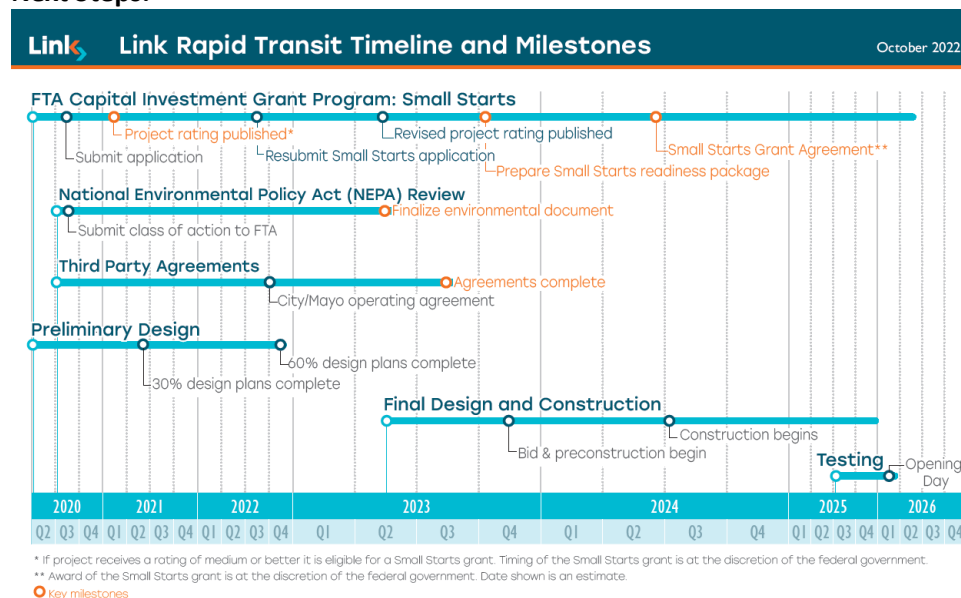 Next steps:
Link Link Rapid Transit Timeline and Milestones October 2022
FTA Capital Investment Grant Program: Small Starts
Project rating published*
Revised project rating published
Submit application
Resubmit Small Starts application
Small Starts Grant Agreement**
Prepare Small Starts readiness package
National Environmental Policy Act (NEPA) Review
Finalize environmental document
Submit class of action to FTA
Third Party Agreements
Agreements complete
City/Mayo operating agreement
Preliminary Design
60% design plans complete
30% design plans complete
Final Design and Construction
Construction begins
Bid & preconstruction begin
Testing
Opening
Day
2020 2021 2022 2023 2024 2025 2026
Q2 Q3 Q4 Q1 Q2 Q3 Q4 Q1 Q2 Q3 Q4 Q1 Q2 Q3 Q4 Q1 Q2 Q3 Q4 Q1 Q2 Q3 Q4 Q1 Q2 Q3 Q4
* If project receives a rating of medium or better it is eligible for a Small Starts grant. Timing of the Small Starts grant is at the discretion of the federal government.
** Award of the Small Starts grant is at the discretion of the federal government. Date shown is an estimate.
Key milestones